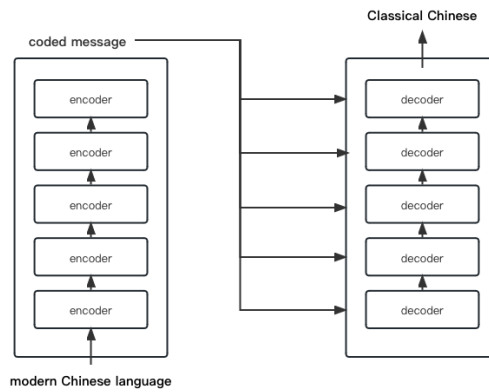 Classical Chinese
coded message
encoder
encoder
encoder
encoder
encoder
decoder
decoder
decoder
decoder
decoder
modern Chinese language